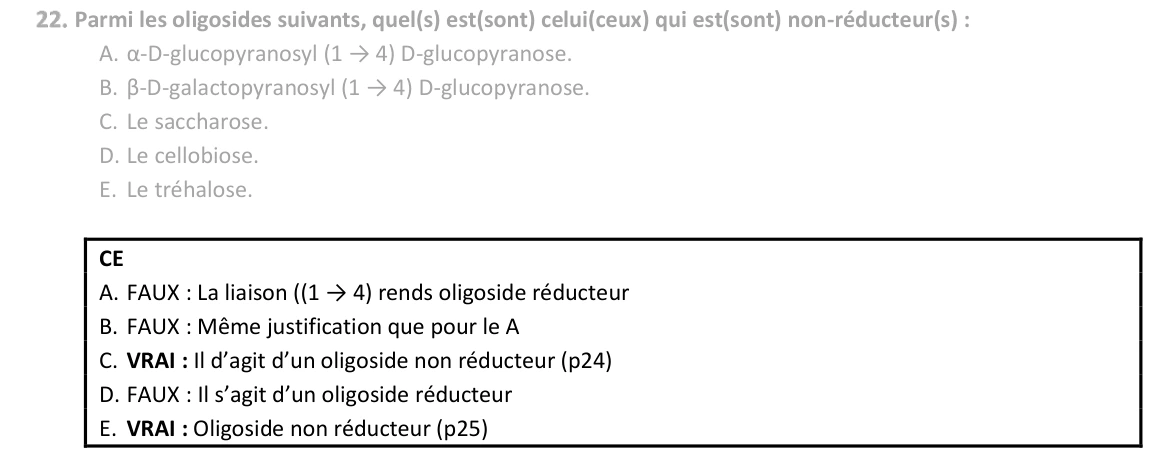 22. Parmi les oligosides suivants, quel(s) est(sont) celui(ceux) qui est(sont) non-réducteur(s) :
A. α-D-glucopyranosyl (1 → 4) D-glucopyranose.
B. β-D-galactopyranosyl (1 → 4) D-glucopyranose.
C. Le saccharose.
D. Le cellobiose.
E. Le tréhalose.
CE
A. FAUX : La liaison ((1 → 4) rends oligoside réducteur
B. FAUX : Même justification que pour le A
C. VRAI : Il d’agit d’un oligoside non réducteur (p24)
D. FAUX : Il s’agit d’un oligoside réducteur
E. VRAI : Oligoside non réducteur (p25)